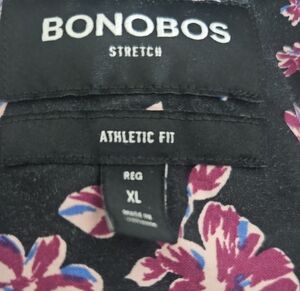 BONOBOS
STRETCH
ATHLETIC FIT
REG
XL